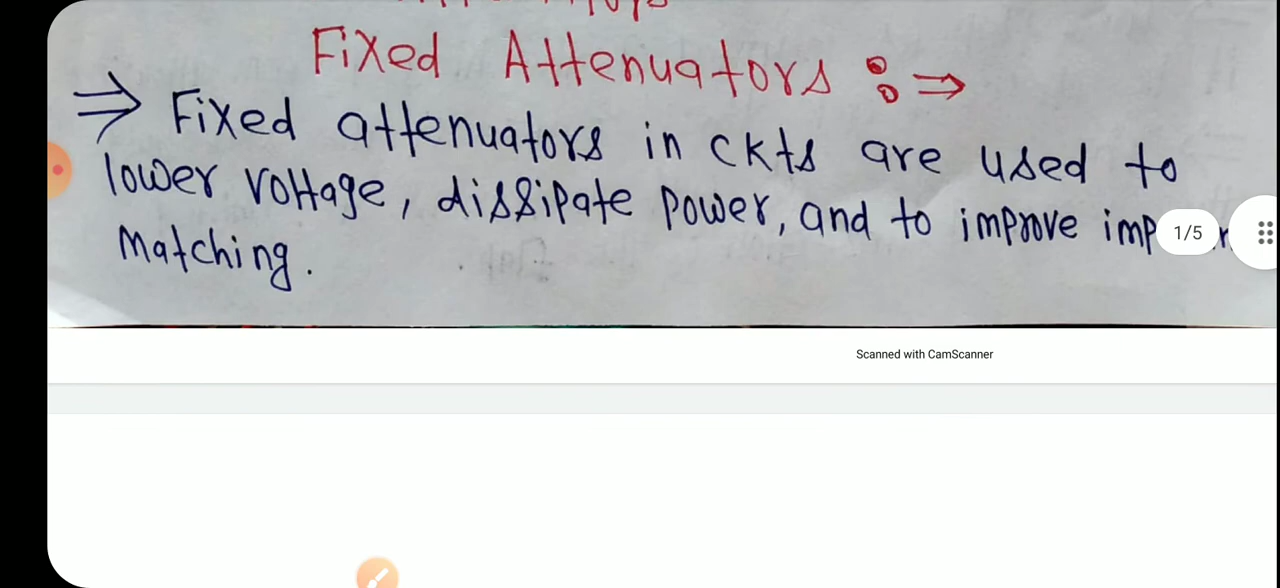 Fixed Attenuators :⇒
⇒ Fixed attenuators in ckts are used to
lower voltage, dissipate power, and to improve
matching.
1/5
Scanned with CamScanner